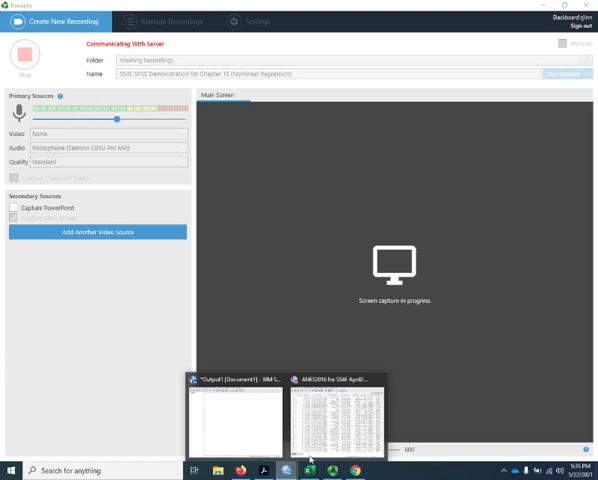 Panopto
Create New Recording
Manage Recordings
Settings
Blackboard\jlinn
Sign out
Communicating With Server
Webcast
Folder
Meeting Recordings
Stop
Name
SS4E SPSS Demonstration for Chapter 15 (Nonlinear Regression)
Join Session
Primary Sources
Main Screen
Video
None
Audio
Microphone (Samson C01U Pro Mic)
Quality
Standard
Capture Computer Audio
Secondary Sources
Capture PowerPoint
Capture Main Screen
Add Another Video Source
Screen capture in progress
*Output1 [Document1] - IBM S...
ANES2016 for SS4E April2...
600
Search for anything
5:35 PM
5/22/2021